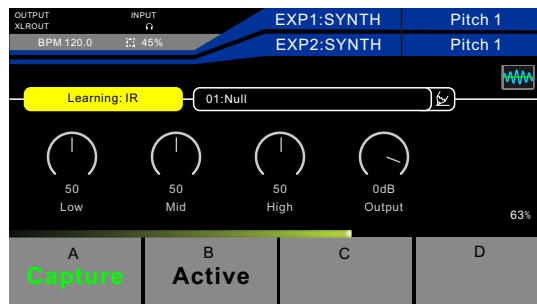 OUTPUT INPUT EXP1:SYNTH Pitch 1
XLROUT
BPM 120.0 45% EXP2:SYNTH Pitch 1
Learning: IR 01:Null
50 50 50 0dB
Low Mid High Output
63%
A B C D
Capture Active